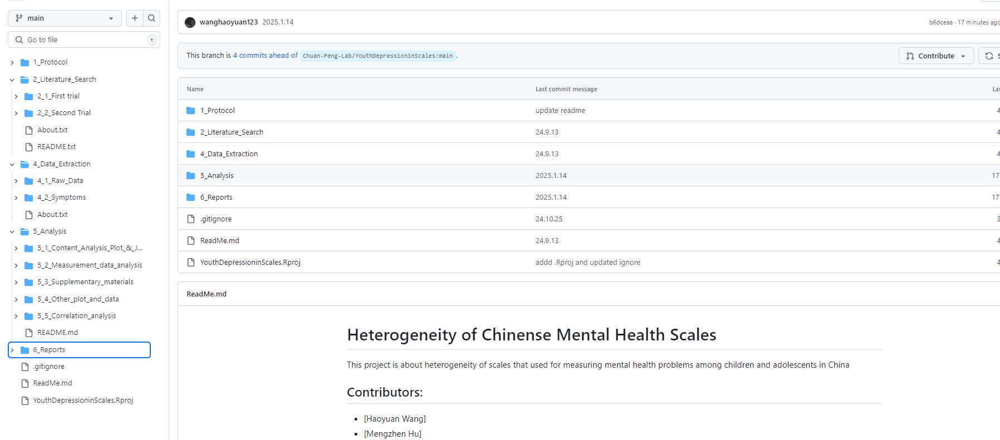 main
Go to file
t
1_Protocol
2_Literature_Search
2_1_First trial
2_2_Second Trial
About.txt
README.txt
4_Data_Extraction
4_1_Raw_Data
4_2_Symptoms
About.txt
5_Analysis
5_1_Content_Analysis_Plot_&_J...
5_2_Measurement_data_analysis
5_3_Supplementary_materials
5_4_Other_plot_and_data
5_5_Correlation_analysis
README.md
6_Reports
.gitignore
ReadMe.md
YouthDepressioninScales.Rproj
wanghaoyuan123 2025.1.14
b6dceaa · 17 minutes ago
This branch is 4 commits ahead of Chuan-Peng-Lab/YouthDepressioninScales:main .
Contribute
S
Name Last commit message Las
1_Protocol update readme 4
2_Literature_Search 24.9.13 4
4_Data_Extraction 24.9.13 4
5_Analysis 2025.1.14 17
6_Reports 2025.1.14 17
.gitignore 24.10.25 3
ReadMe.md 24.9.13 4
YouthDepressioninScales.Rproj addd .Rproj and updated ignore 4
ReadMe.md
Heterogeneity of Chinense Mental Health Scales
This project is about heterogeneity of scales that used for measuring mental health problems among children and adolescents in China
Contributors:
• [Haoyuan Wang]
• [Mengzhen Hu]